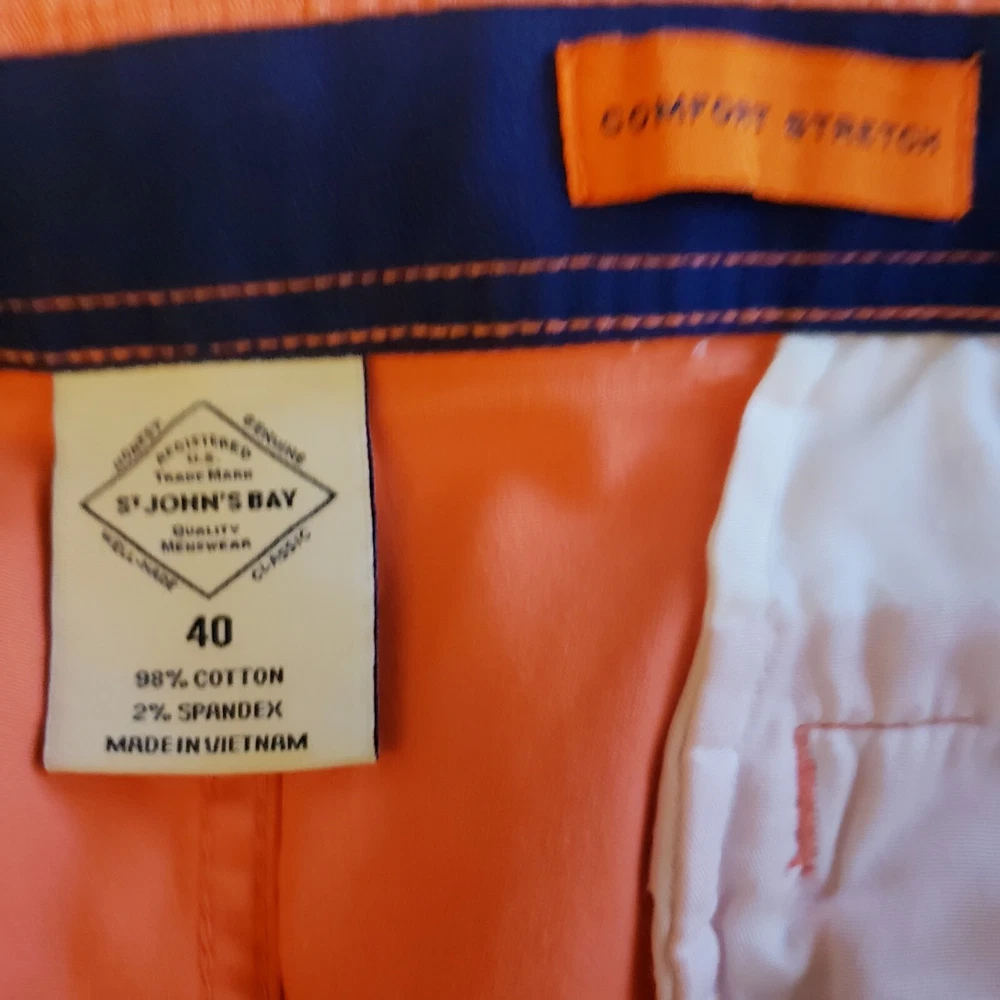 COMFORT STRETCH
HONEST
GENUINE
REGISTERED
U.S.
TRADE MARK
ST JOHN'S BAY
QUALITY
MENSWEAR
WELL-MADE
CLASSIC
40
98% COTTON
2% SPANDEX
MADE IN VIETNAM